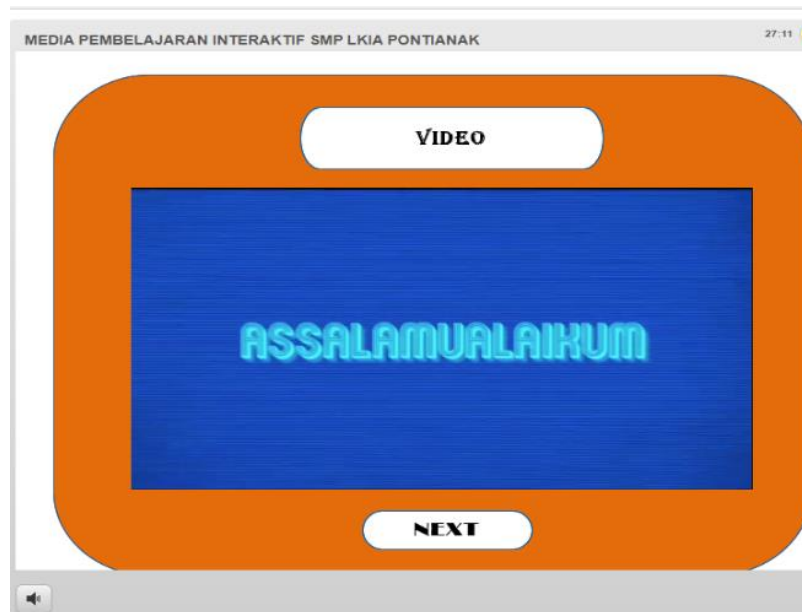 MEDIA PEMBELAJARAN INTERAKTIF SMP LKIA PONTIANAK 27:11
VIDEO
ASSALAMUALAIKUM
NEXT